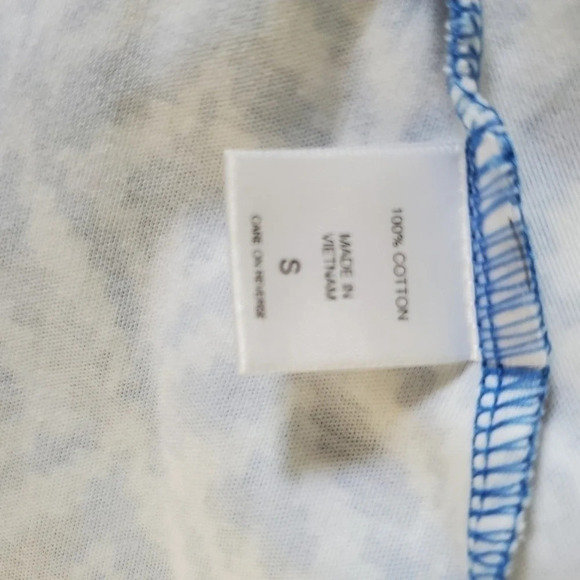 100% COTTON
MADE IN
VIETNAM
S
CARE ON REVERSE